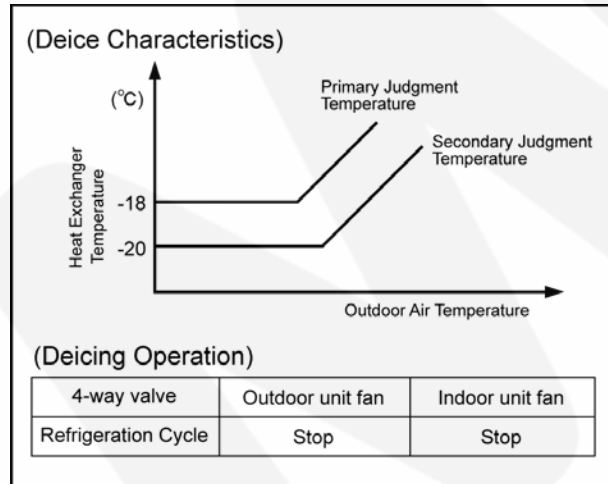 (Deice Characteristics)
(°C)
Primary Judgment
Temperature
Secondary Judgment
Temperature
Heat Exchanger
Temperature
-18
-20
Outdoor Air Temperature
(Deicing Operation)
4-way valve Outdoor unit fan Indoor unit fan
Refrigeration Cycle Stop Stop